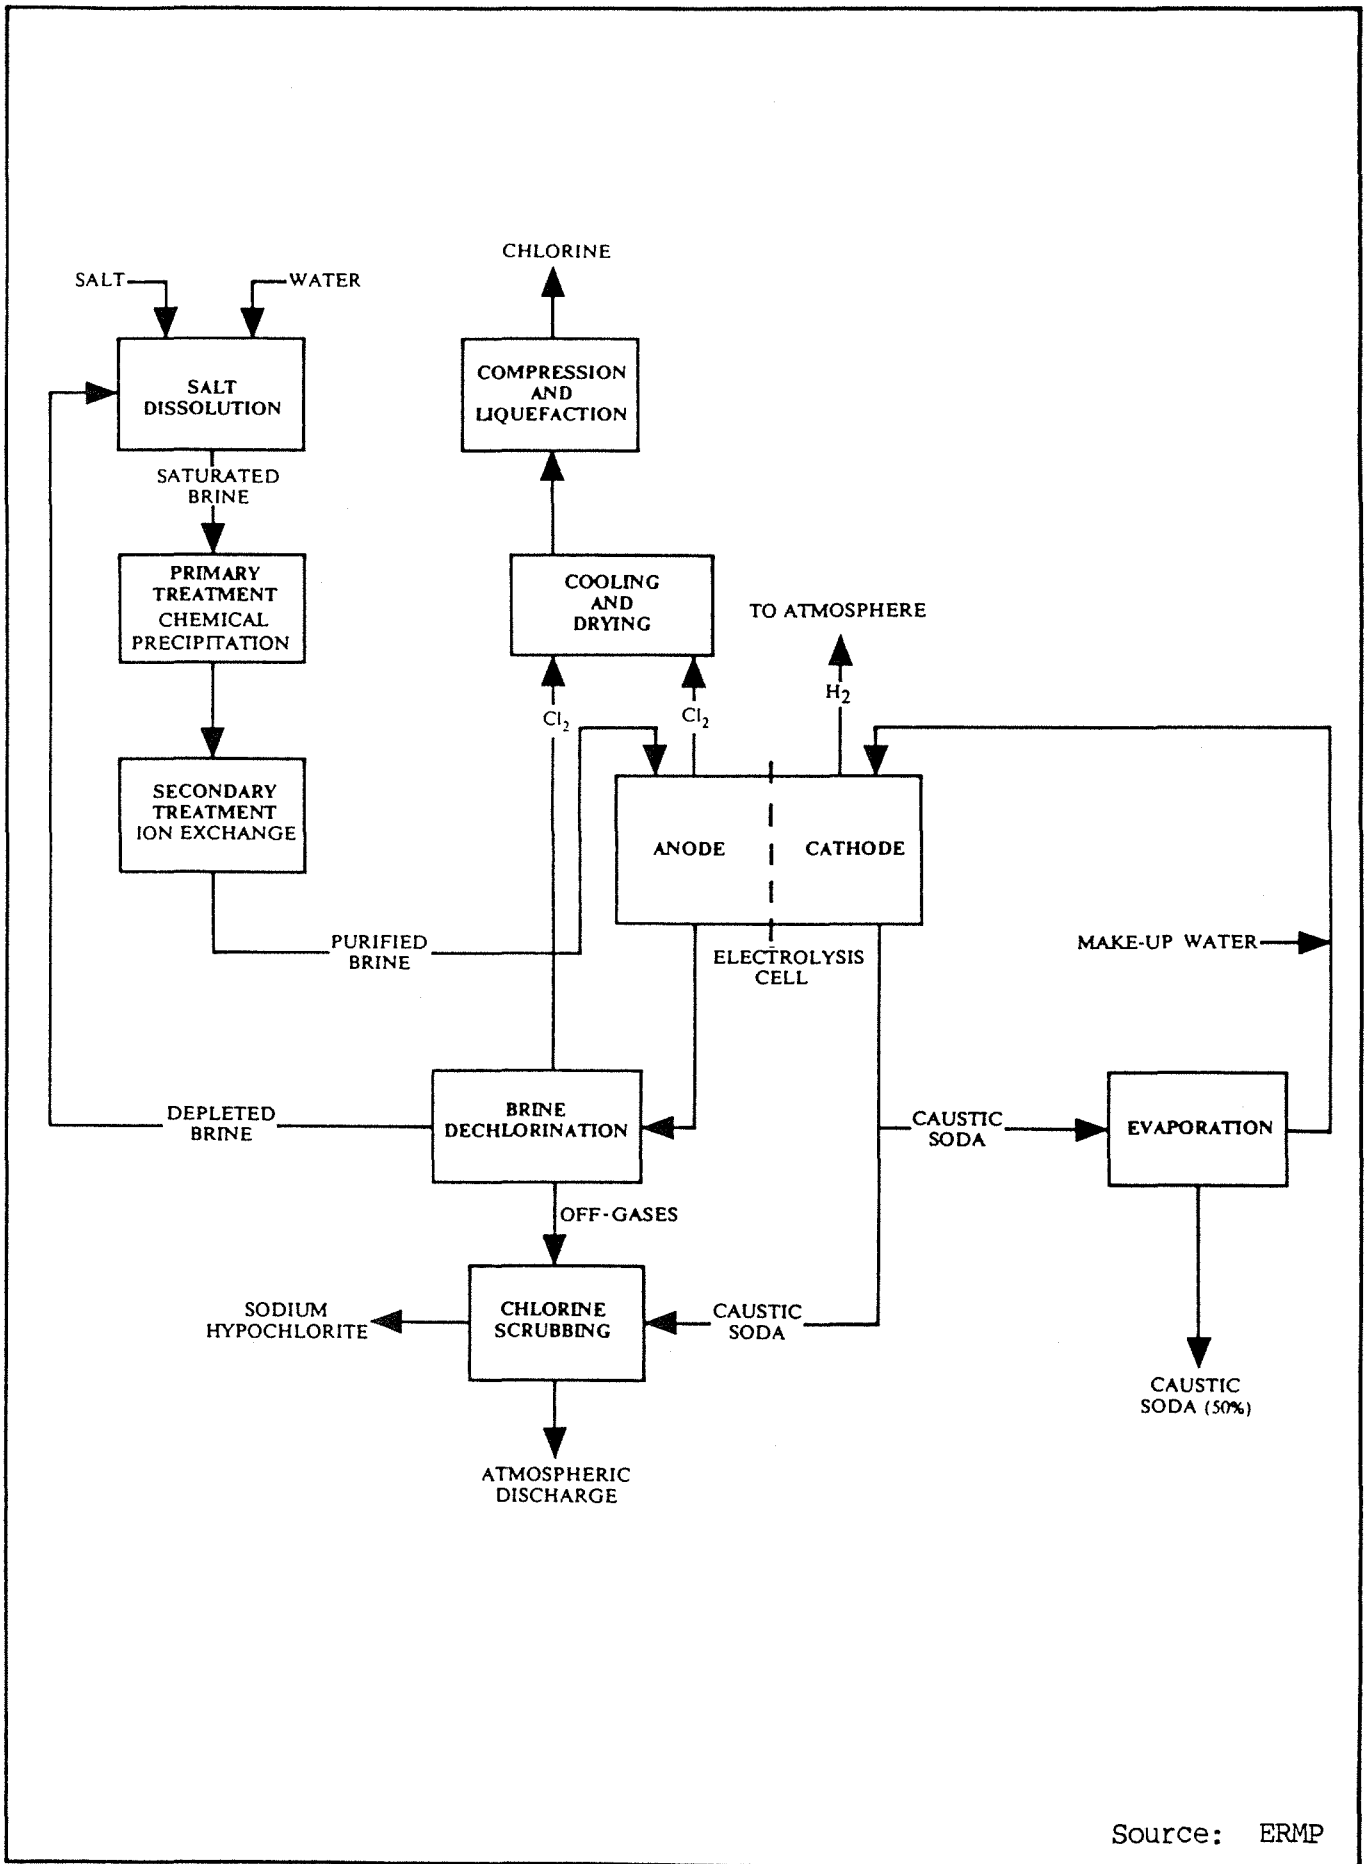 CHLORINE
SALT
WATER
SALT
DISSOLUTION
COMPRESSION
AND
LIQUEFACTION
SATURATED
BRINE
PRIMARY
TREATMENT
CHEMICAL
PRECIPITATION
COOLING
AND
DRYING
TO ATMOSPHERE
H2
Cl2
Cl2
SECONDARY
TREATMENT
ION EXCHANGE
ANODE
CATHODE
PURIFIED
BRINE
ELECTROLYSIS
CELL
MAKE-UP WATER
DEPLETED
BRINE
BRINE
DECHLORINATION
CAUSTIC
SODA
EVAPORATION
OFF-GASES
SODIUM
HYPOCHLORITE
CHLORINE
SCRUBBING
CAUSTIC
SODA
CAUSTIC
SODA (50%)
ATMOSPHERIC
DISCHARGE
Source: ERMP